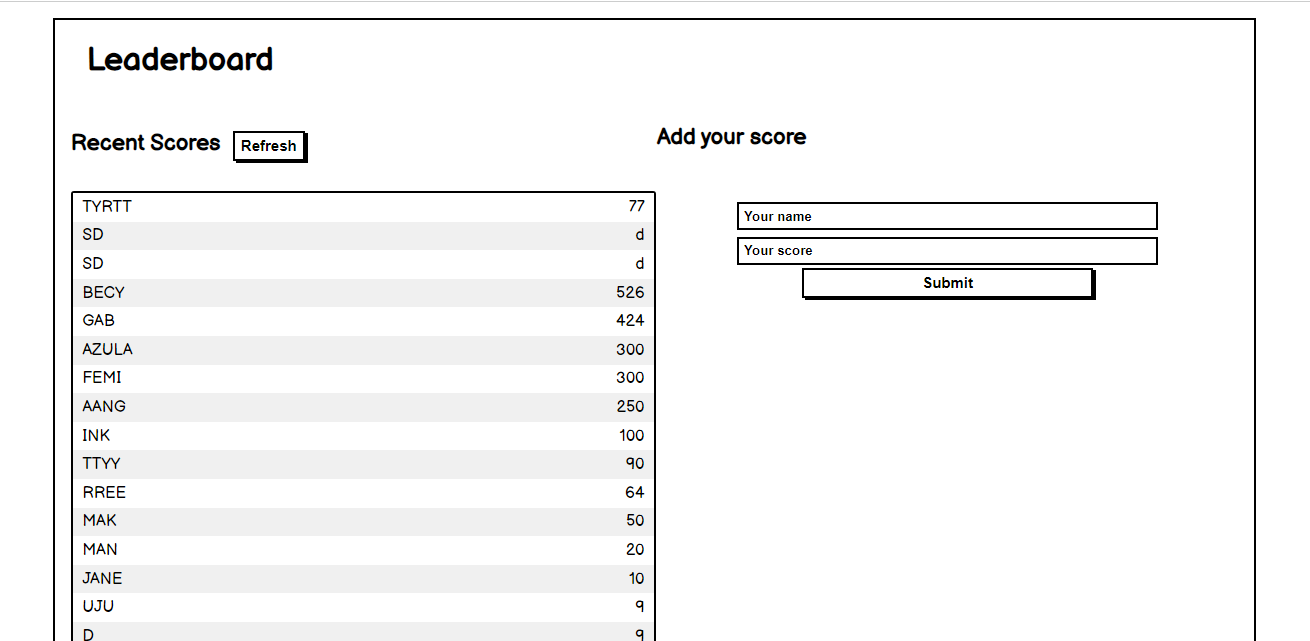 Leaderboard
Recent Scores Refresh
TYRTT 77
SD d
SD d
BECY 526
GAB 424
AZULA 300
FEMI 300
AANG 250
INK 100
TTYY 90
RREE 64
MAK 50
MAN 20
JANE 10
UJU 9
D 9
Add your score
Your name
Your score
Submit